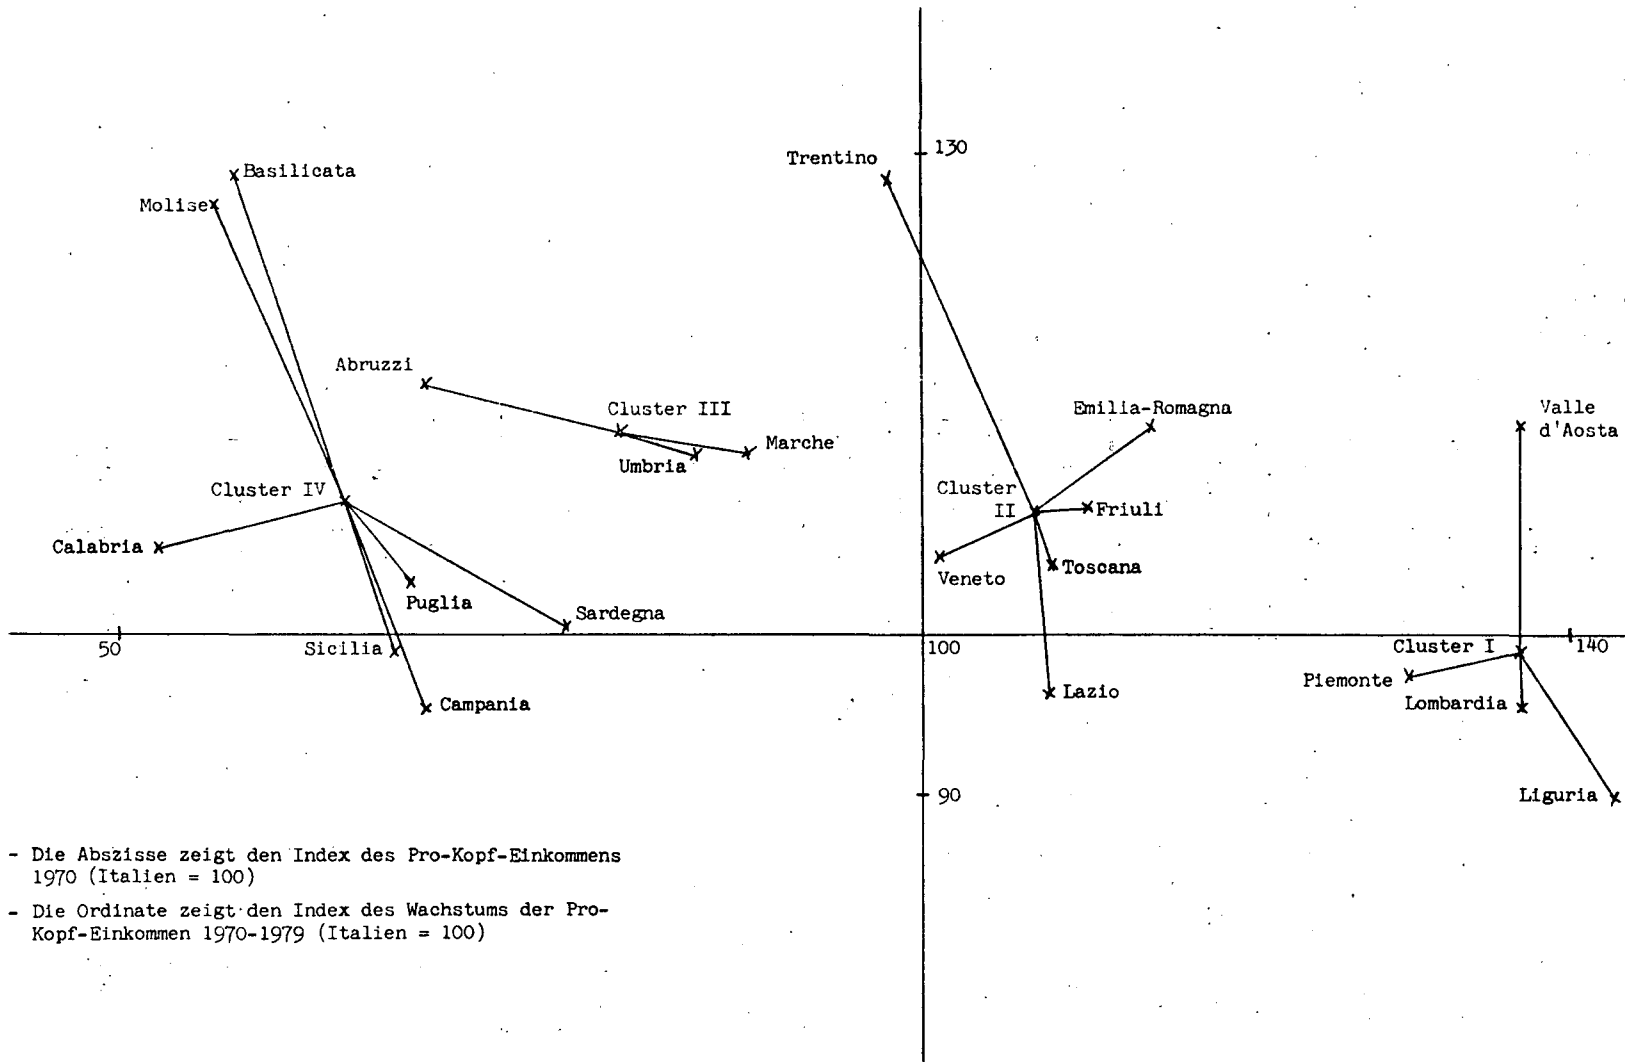 130
Trentino
Basilicata
Molise
Abruzzi
Cluster III
Marche
Umbria
Emilia-Romagna
Valle
d'Aosta
Cluster IV
Cluster
II
Friuli
Calabria
Veneto
Toscana
Puglia
Sardegna
50
Sicilia
100
Cluster I
140
Piemonte
Lazio
Lombardia
Campania
90
Liguria
- Die Abszisse zeigt den Index des Pro-Kopf-Einkommens
1970 (Italien = 100)
- Die Ordinate zeigt den Index des Wachstums der Pro-
Kopf-Einkommen 1970-1979 (Italien = 100)